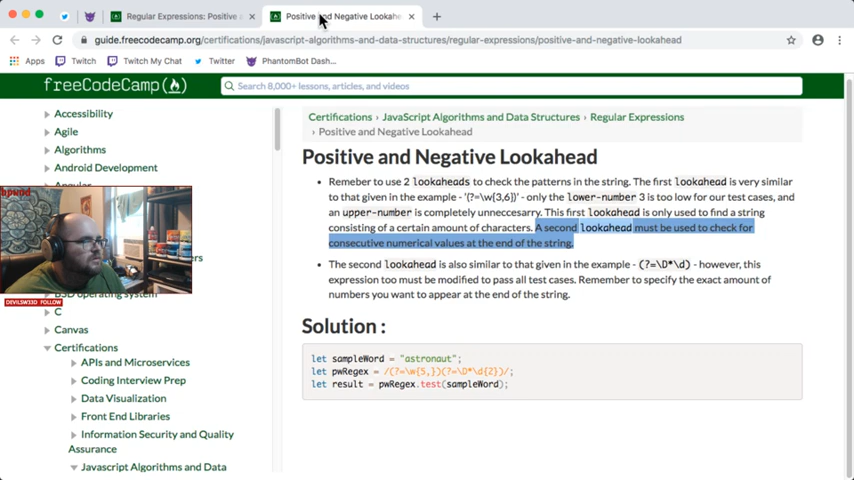 Regular Expressions: Positive a
Positive and Negative Lookahe
guide.freecodecamp.org/certifications/javascript-algorithms-and-data-structures/regular-expressions/positive-and-negative-lookahead
Apps Twitch Twitch My Chat Twitter PhantomBot Dash...
freeCodeCamp Search 8,000+ lessons, articles, and videos
Accessibility
Agile
Algorithms
Android Development
Angular
C
Canvas
Certifications
APIs and Microservices
Coding Interview Prep
Data Visualization
Front End Libraries
Information Security and Quality
Assurance
Javascript Algorithms and Data
DEVILSW33D FOLLOW
Certifications › JavaScript Algorithms and Data Structures › Regular Expressions
› Positive and Negative Lookahead
Positive and Negative Lookahead
• Remeber to use 2 lookaheads to check the patterns in the string. The first lookahead is very similar
to that given in the example - '(?=\w{3,6})' - only the lower-number 3 is too low for our test cases, and
an upper-number is completely unneccesarry. This first lookahead is only used to find a string
consisting of a certain amount of characters. A second lookahead must be used to check for
consecutive numerical values at the end of the string.
• The second lookahead is also similar to that given in the example - (?=\D*\d) - however, this
expression too must be modified to pass all test cases. Remember to specify the exact amount of
numbers you want to appear at the end of the string.
Solution :
let sampleWord = "astronaut";
let pwRegex = /(?=\w{5,})(?=\D*\d{2})/;
let result = pwRegex.test(sampleWord);